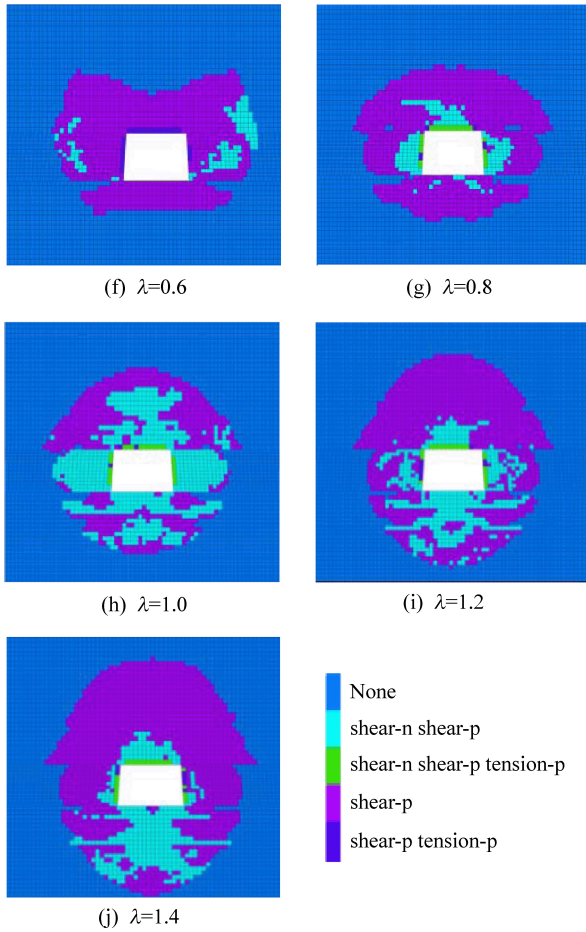 (f) λ=0.6
(g) λ=0.8
(h) λ=1.0
(i) λ=1.2
(j) λ=1.4
None
shear-n shear-p
shear-n shear-p tension-p
shear-p
shear-p tension-p